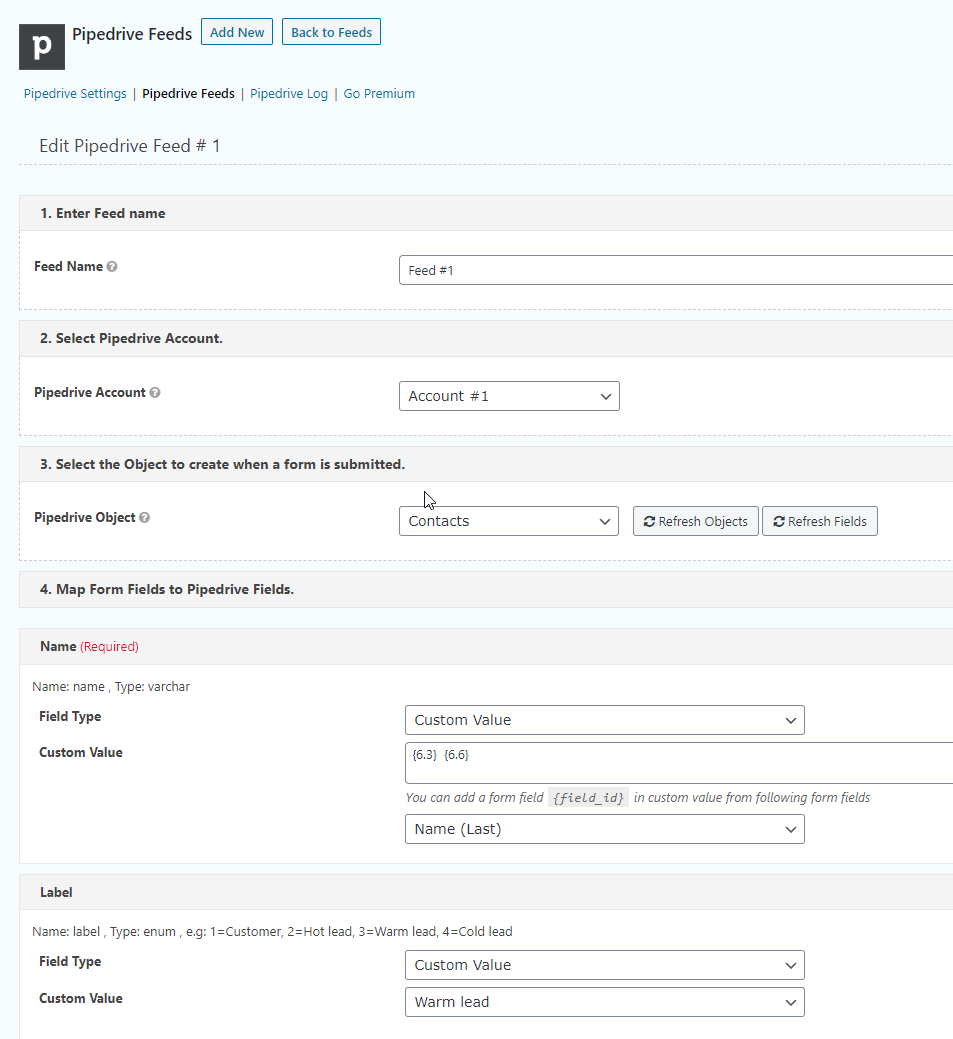 p
Pipedrive Feeds Add New Back to Feeds
Pipedrive Settings | Pipedrive Feeds | Pipedrive Log | Go Premium
Edit Pipedrive Feed # 1
1. Enter Feed name
Feed Name ? Feed #1
2. Select Pipedrive Account.
Pipedrive Account ? Account #1
3. Select the Object to create when a form is submitted.
Pipedrive Object ? Contacts Refresh Objects Refresh Fields
4. Map Form Fields to Pipedrive Fields.
Name (Required)
Name: name , Type: varchar
Field Type Custom Value
Custom Value {6.3} {6.6}
You can add a form field {field_id} in custom value from following form fields
Name (Last)
Label
Name: label , Type: enum , e.g: 1=Customer, 2=Hot lead, 3=Warm lead, 4=Cold lead
Field Type Custom Value
Custom Value Warm lead